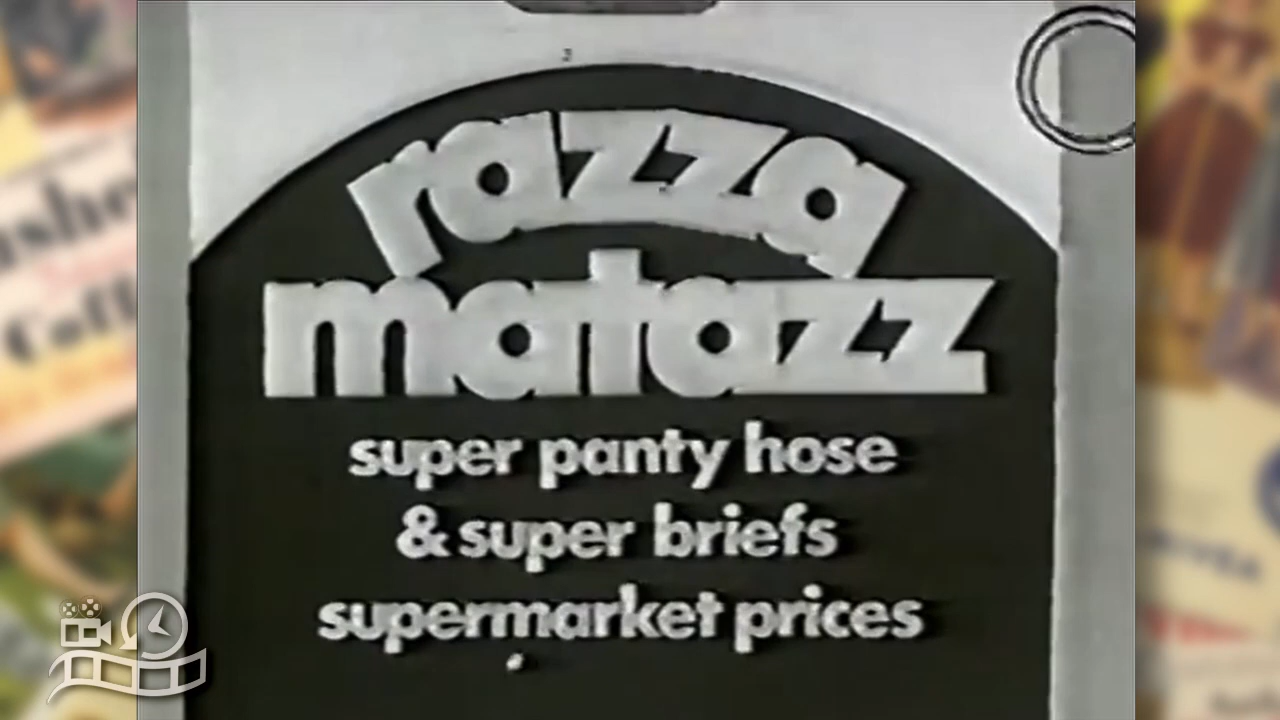 razza
matazz
super panty hose
& super briefs
supermarket prices